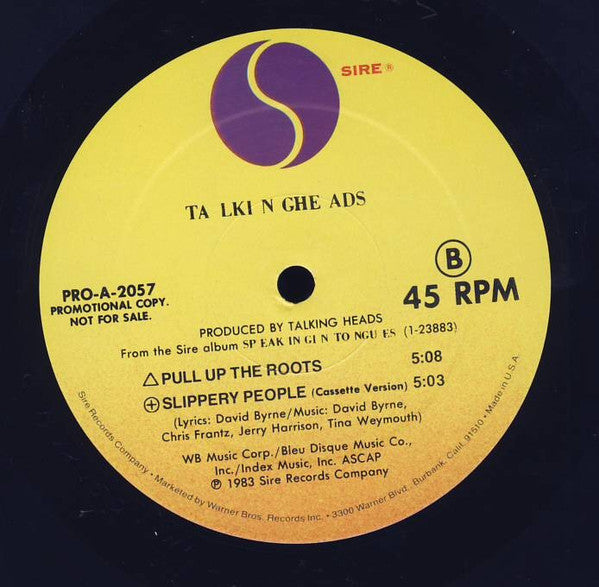 SIRE ®
TA LKI N GHE ADS
B
PRO-A-2057
PROMOTIONAL COPY.
NOT FOR SALE.
45 RPM
PRODUCED BY TALKING HEADS
From the Sire album SP EAK IN GI N TO NGU ES (1-23883)
PULL UP THE ROOTS 5:08
SLIPPERY PEOPLE (Cassette Version) 5:03
(Lyrics: David Byrne/Music: David Byrne,
Chris Frantz, Jerry Harrison, Tina Weymouth)
WB Music Corp./Bleu Disque Music Co.,
Inc./Index Music, Inc. ASCAP
℗ 1983 Sire Records Company
Sire Records Company • Marketed by Warner Bros. Records Inc. • 3300 Warner Blvd., Burbank, Calif. 91510 • Made in U.S.A.